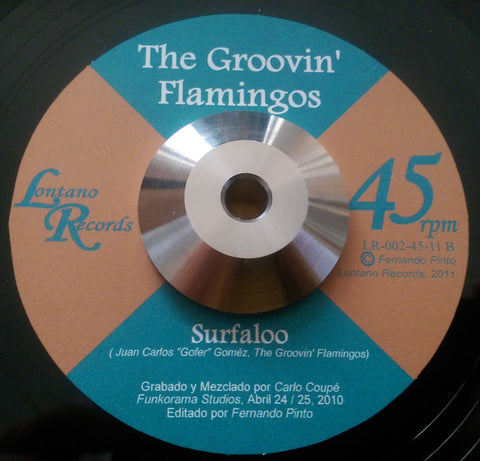 The Groovin'
Flamingos
Lontano
Records
45
rpm
LR-002-45-11 B
© Fernando Pinto
Lontano Records, 2011
Surfaloo
( Juan Carlos "Gofer" Goméz, The Groovin' Flamingos)
Grabado y Mezclado por Carlo Coupé
Funkorama Studios, Abril 24 / 25, 2010
Editado por Fernando Pinto